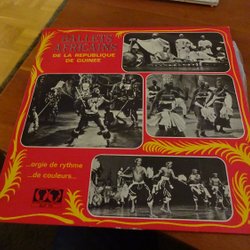 BALLETS
AFRICAINS
DE LA REPUBLIQUE
DE GUINEE
...orgie de rythme
...de couleurs...